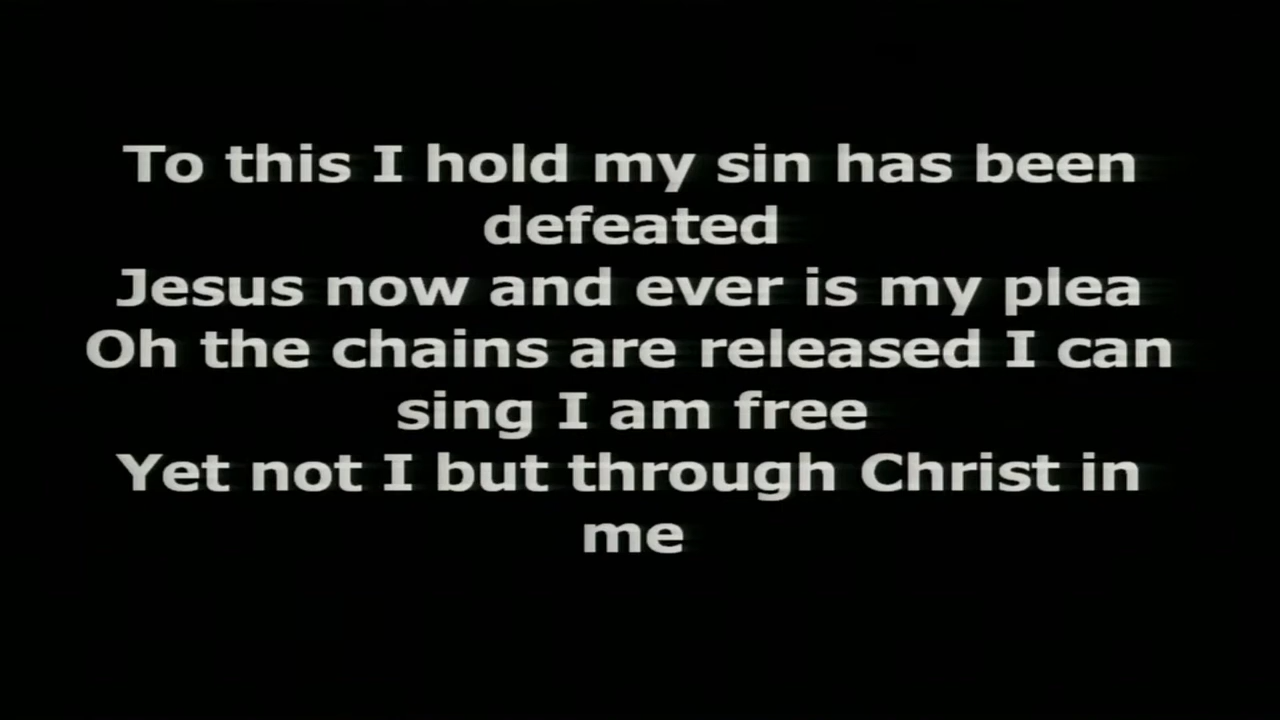 To this I hold my sin has been
defeated
Jesus now and ever is my plea
Oh the chains are released I can
sing I am free
Yet not I but through Christ in
me